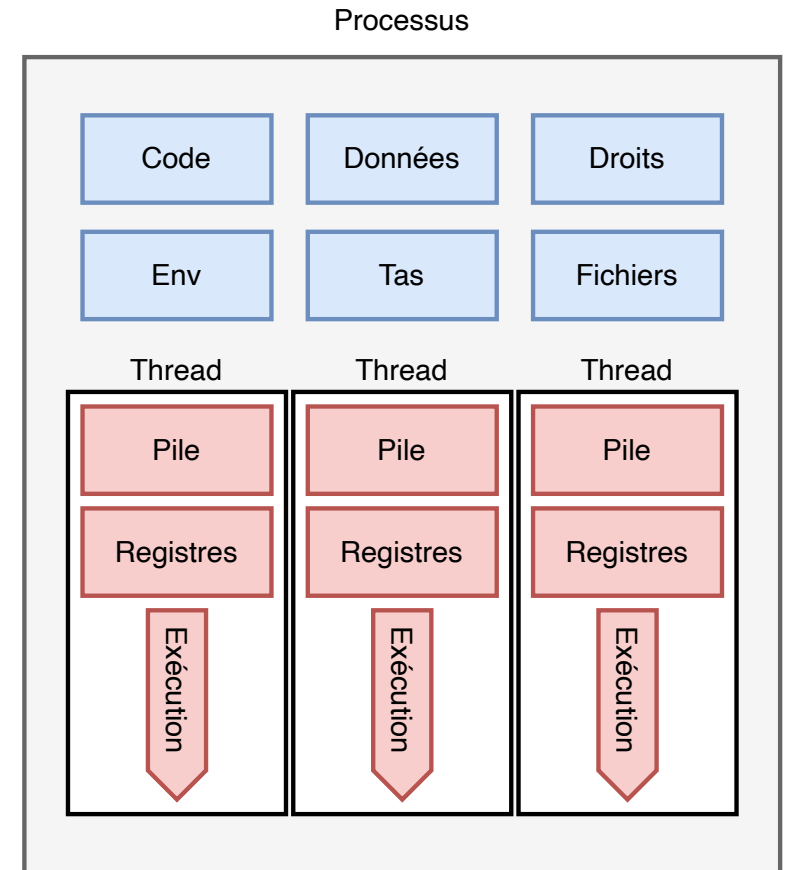 Processus
Code Données Droits
Env Tas Fichiers
Thread Thread Thread
Pile Pile Pile
Registres Registres Registres
Exécution Exécution Exécution